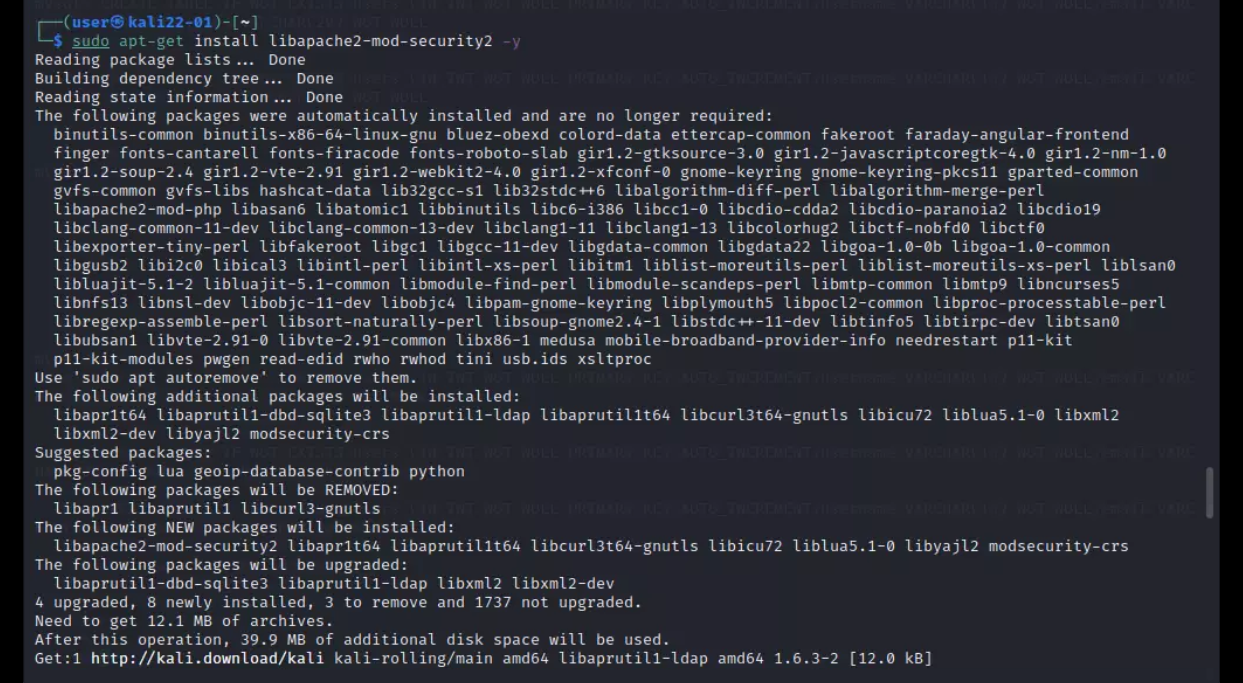 (user㉿kali22-01)-[~]
$ sudo apt-get install libapache2-mod-security2 -y
Reading package lists... Done
Building dependency tree... Done
Reading state information... Done
The following packages were automatically installed and are no longer required:
binutils-common binutils-x86-64-linux-gnu bluez-obexd colord-data ettercap-common fakeroot faraday-angular-frontend
finger fonts-cantarell fonts-firacode fonts-roboto-slab gir1.2-gtksource-3.0 gir1.2-javascriptcoregtk-4.0 gir1.2-nm-1.0
gir1.2-soup-2.4 gir1.2-vte-2.91 gir1.2-webkit2-4.0 gir1.2-xfconf-0 gnome-keyring gnome-keyring-pkcs11 gparted-common
gvfs-common gvfs-libs hashcat-data lib32gcc-s1 lib32stdc++6 libalgorithm-diff-perl libalgorithm-merge-perl
libapache2-mod-php libasan6 libatomic1 libbinutils libc6-i386 libcc1-0 libcdio-cdda2 libcdio-paranoia2 libcdio19
libclang-common-11-dev libclang-common-13-dev libclang1-11 libclang1-13 libcolorhug2 libctf-nobfd0 libctf0
libexporter-tiny-perl libfakeroot libgc1 libgcc-11-dev libgdata-common libgdata22 libgoa-1.0-0b libgoa-1.0-common
libgusb2 libi2c0 libical3 libintl-perl libintl-xs-perl libitm1 liblist-moreutils-perl liblist-moreutils-xs-perl liblsan0
libluajit-5.1-2 libluajit-5.1-common libmodule-find-perl libmodule-scandeps-perl libmtp-common libmtp9 libncurses5
libnfs13 libnsl-dev libobjc-11-dev libobjc4 libpam-gnome-keyring libplymouth5 libpocl2-common libproc-processtable-perl
libregexp-assemble-perl libsort-naturally-perl libsoup-gnome2.4-1 libstdc++-11-dev libtinfo5 libtirpc-dev libtsan0
libubsan1 libvte-2.91-0 libvte-2.91-common libx86-1 medusa mobile-broadband-provider-info needrestart p11-kit
p11-kit-modules pwgen read-edid rwho rwhod tini usb.ids xsltproc
Use 'sudo apt autoremove' to remove them.
The following additional packages will be installed:
libapr1t64 libaprutil1-dbd-sqlite3 libaprutil1-ldap libaprutil1t64 libcurl3t64-gnutls libicu72 liblua5.1-0 libxml2
libxml2-dev libyajl2 modsecurity-crs
Suggested packages:
pkg-config lua geoip-database-contrib python
The following packages will be REMOVED:
libapr1 libaprutil1 libcurl3-gnutls
The following NEW packages will be installed:
libapache2-mod-security2 libapr1t64 libaprutil1t64 libcurl3t64-gnutls libicu72 liblua5.1-0 libyajl2 modsecurity-crs
The following packages will be upgraded:
libaprutil1-dbd-sqlite3 libaprutil1-ldap libxml2 libxml2-dev
4 upgraded, 8 newly installed, 3 to remove and 1737 not upgraded.
Need to get 12.1 MB of archives.
After this operation, 39.9 MB of additional disk space will be used.
Get:1 http://kali.download/kali kali-rolling/main amd64 libaprutil1-ldap amd64 1.6.3-2 [12.0 kB]